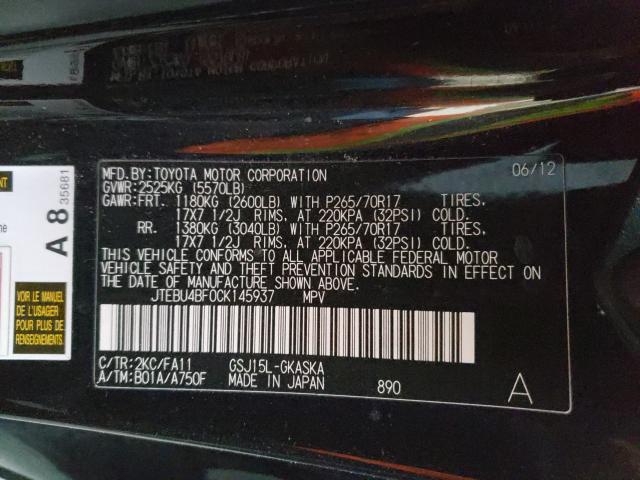 MFD.BY:TOYOTA MOTOR CORPORATION 06/12
GVWR:2525KG (5570LB)
GAWR:FRT. 1180KG (2600LB) WITH P265/70R17 TIRES,
17X7 1/2J RIMS, AT 220KPA (32PSI) COLD.
RR. 1380KG (3040LB) WITH P265/70R17 TIRES,
17X7 1/2J RIMS, AT 220KPA (32PSI) COLD.
THIS VEHICLE CONFORMS TO ALL APPLICABLE FEDERAL MOTOR
VEHICLE SAFETY AND THEFT PREVENTION STANDARDS IN EFFECT ON
THE DATE OF MANUFACTURE SHOWN ABOVE.
JTEBU4BF0CK145937 MPV
C/TR:2KC/FA11 GSJ15L-GKASKA
A/TM:B01A/A750F MADE IN JAPAN 890 A
A 8 35681
VOIR LE MANUEL
DE L'USAGER
POUR PLUS DE
RENSEIGNEMENTS.